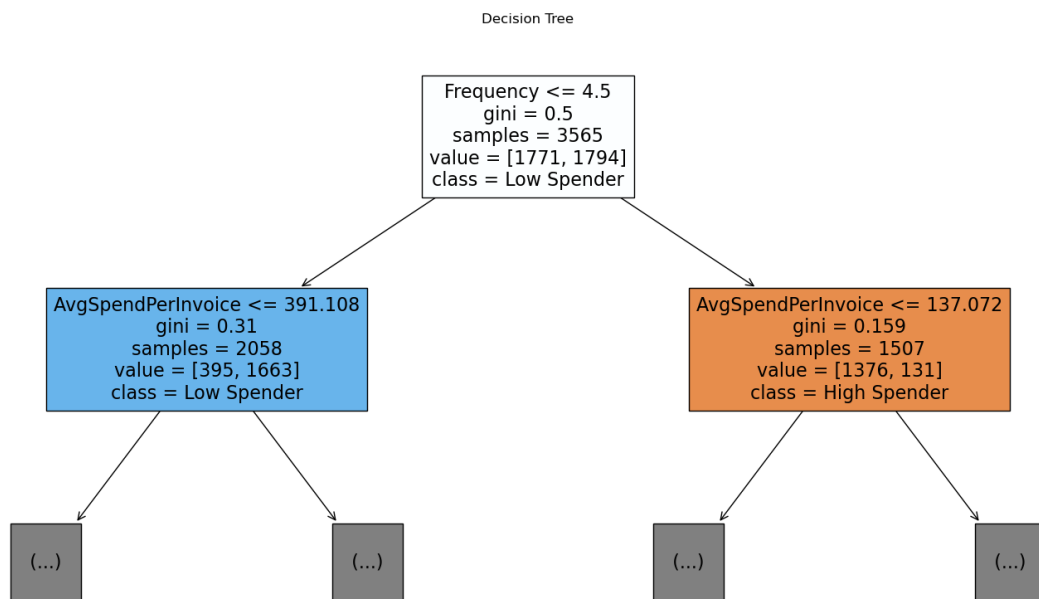 Decision Tree
Frequency <= 4.5
gini = 0.5
samples = 3565
value = [1771, 1794]
class = Low Spender
AvgSpendPerInvoice <= 391.108
gini = 0.31
samples = 2058
value = [395, 1663]
class = Low Spender
AvgSpendPerInvoice <= 137.072
gini = 0.159
samples = 1507
value = [1376, 131]
class = High Spender
(...)
(...)
(...)
(...)